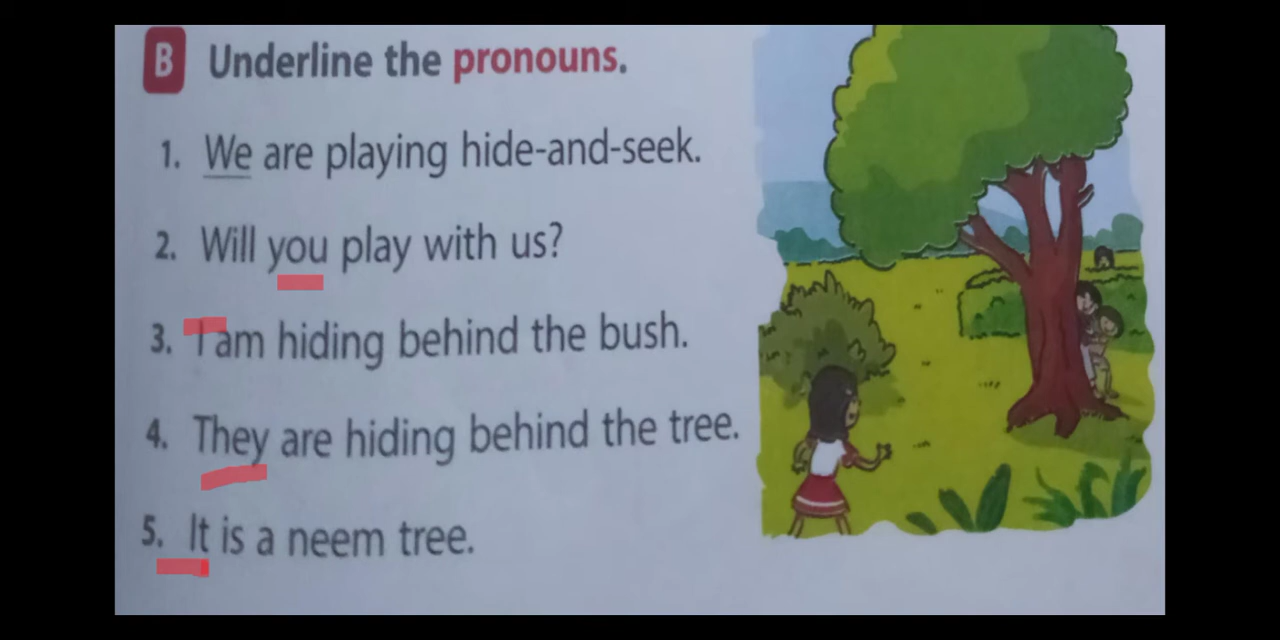 B Underline the pronouns.
1. We are playing hide-and-seek.
2. Will you play with us?
3. I am hiding behind the bush.
4. They are hiding behind the tree.
5. It is a neem tree.